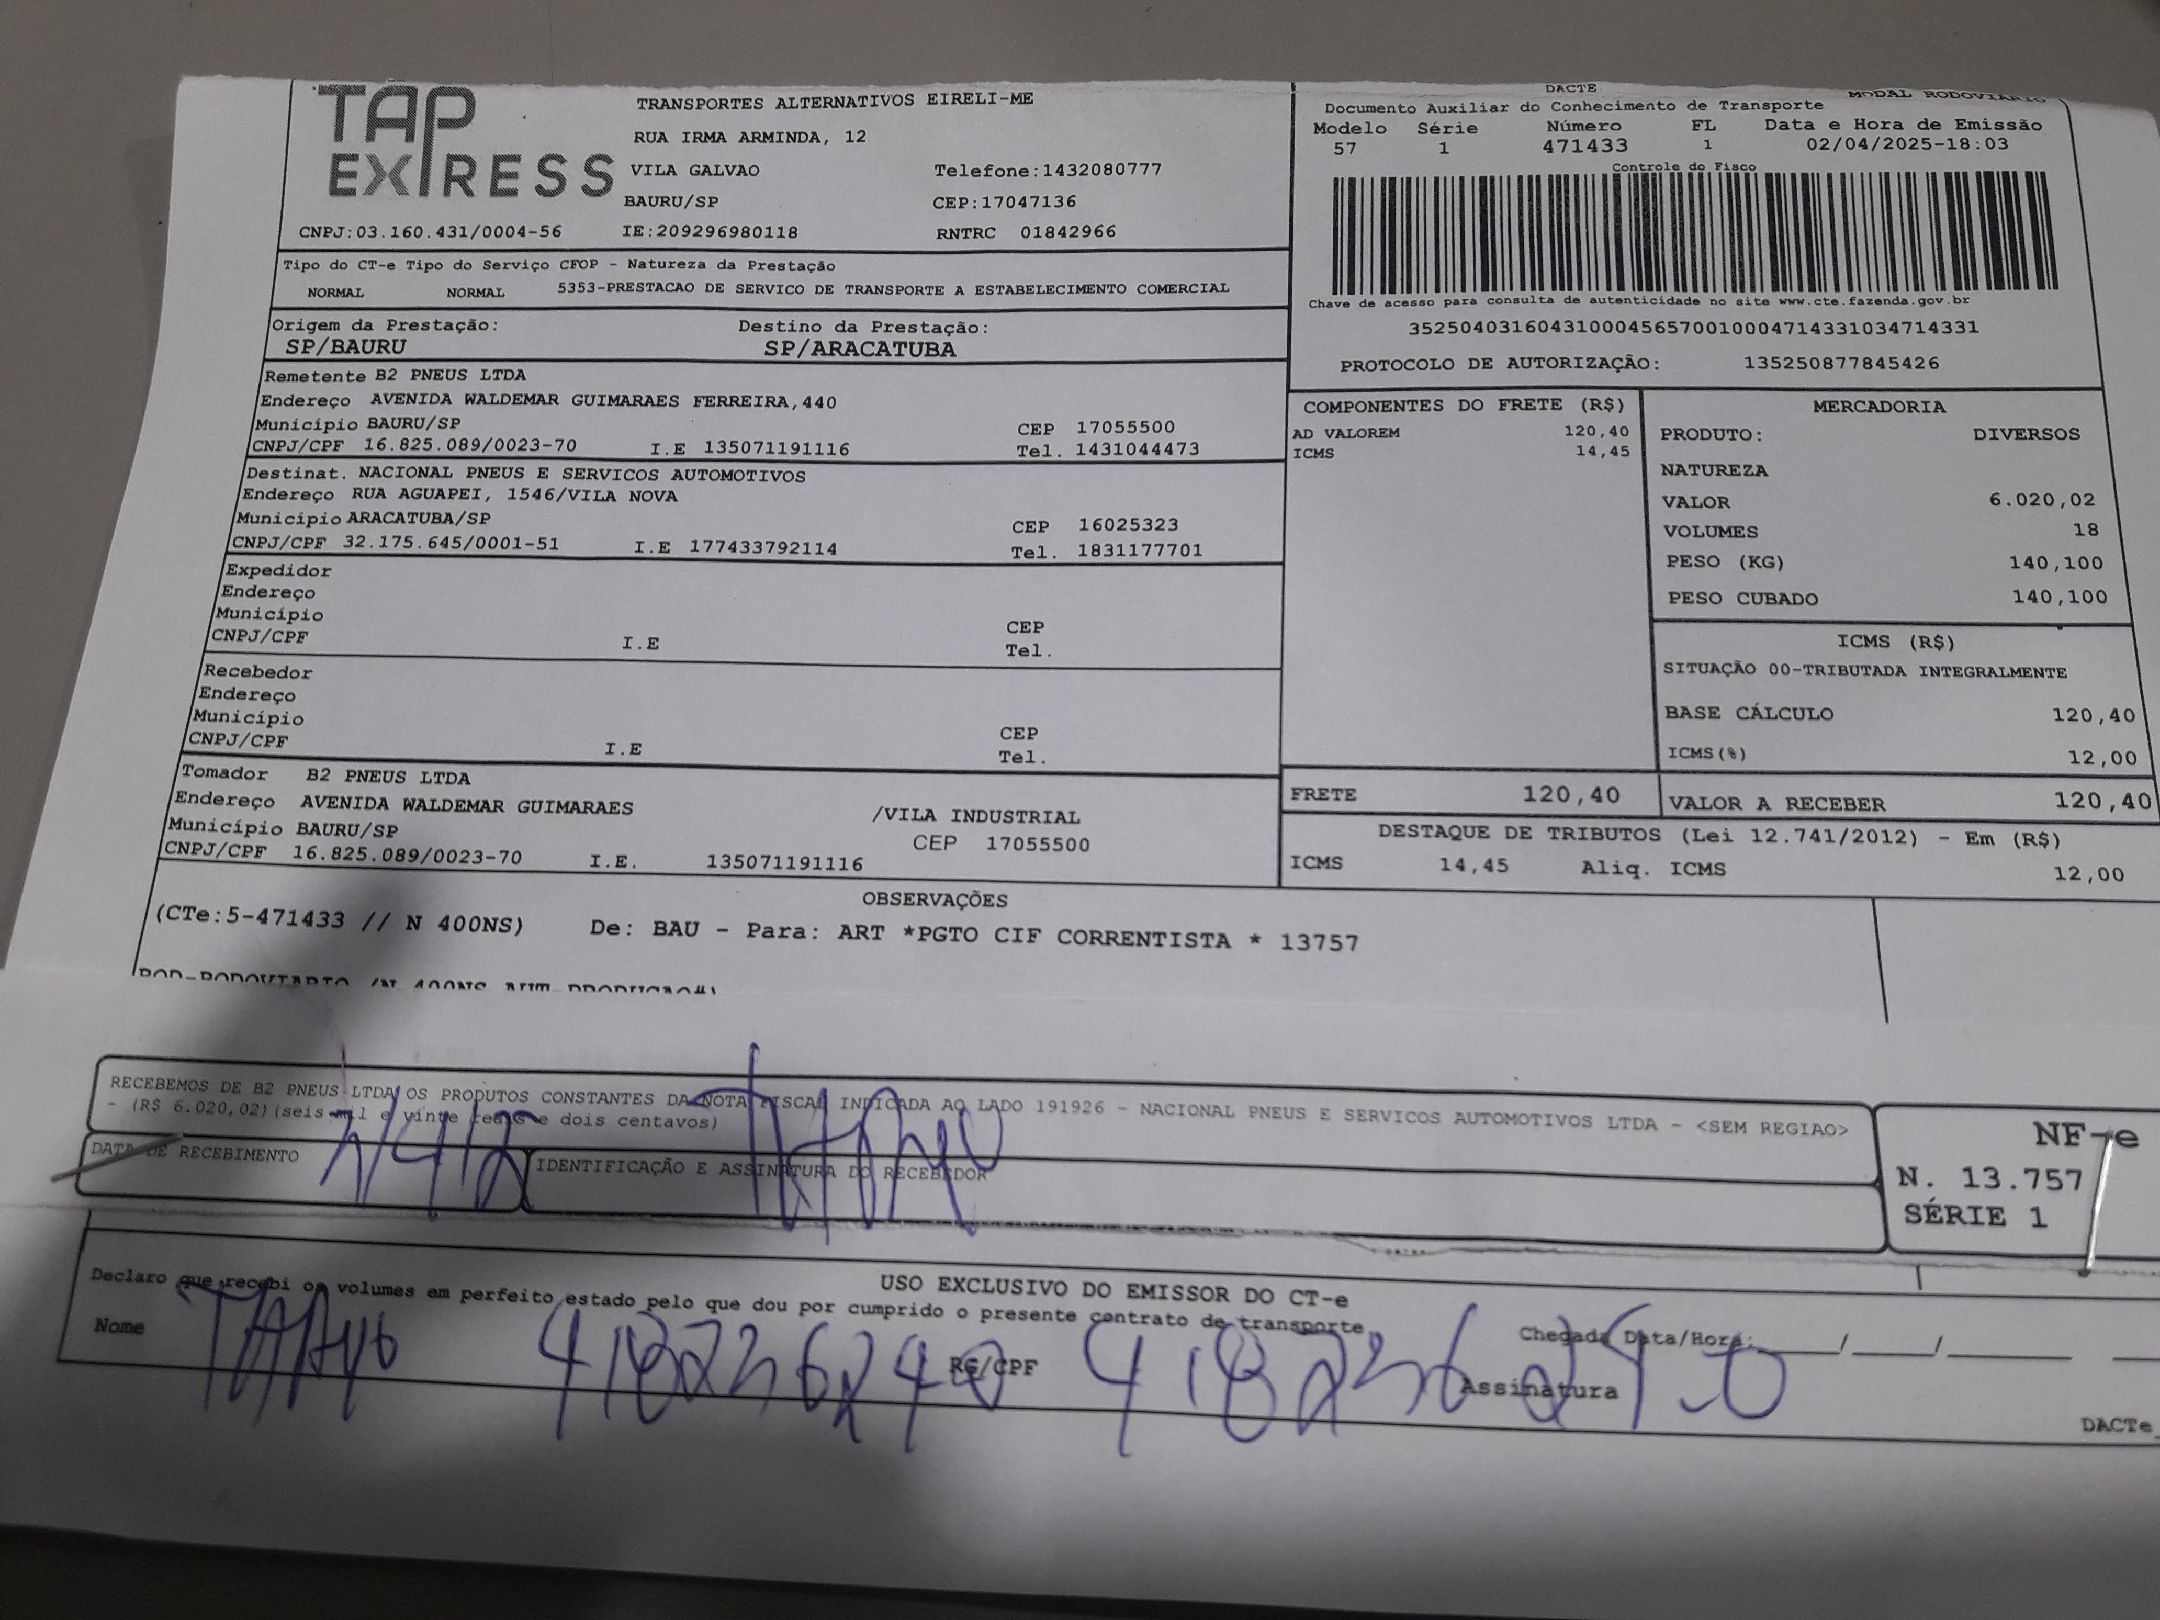 TAP EXPRESS
TRANSPORTES ALTERNATIVOS EIRELI-ME
RUA IRMA ARMINDA, 12
VILA GALVAO Telefone:1432080777
BAURU/SP CEP:17047136
CNPJ:03.160.431/0004-56 IE:209296980118 RNTRC 01842966
DACTE MODAL RODOVIARIO
Documento Auxiliar do Conhecimento de Transporte
Modelo Série Número FL Data e Hora de Emissão
57 1 471433 1 02/04/2025-18:03
Controle do Fisco
Chave de acesso para consulta de autenticidade no site www.cte.fazenda.gov.br
35250403160431000456570010004714331034714331
PROTOCOLO DE AUTORIZAÇÃO: 135250877845426
Tipo do CT-e Tipo do Serviço CFOP - Natureza da Prestação
NORMAL NORMAL 5353-PRESTACAO DE SERVICO DE TRANSPORTE A ESTABELECIMENTO COMERCIAL
Origem da Prestação: Destino da Prestação:
SP/BAURU SP/ARACATUBA
Remetente B2 PNEUS LTDA
Endereço AVENIDA WALDEMAR GUIMARAES FERREIRA,440
Município BAURU/SP CEP 17055500
CNPJ/CPF 16.825.089/0023-70 I.E 135071191116 Tel. 1431044473
Destinat. NACIONAL PNEUS E SERVICOS AUTOMOTIVOS
Endereço RUA AGUAPEI, 1546/VILA NOVA
Município ARACATUBA/SP CEP 16025323
CNPJ/CPF 32.175.645/0001-51 I.E 177433792114 Tel. 1831177701
Expedidor
Endereço
Município CEP
CNPJ/CPF I.E Tel.
Recebedor
Endereço
Município CEP
CNPJ/CPF I.E Tel.
Tomador B2 PNEUS LTDA
Endereço AVENIDA WALDEMAR GUIMARAES /VILA INDUSTRIAL
Município BAURU/SP CEP 17055500
CNPJ/CPF 16.825.089/0023-70 I.E. 135071191116
COMPONENTES DO FRETE (R$)
AD VALOREM 120,40
ICMS 14,45
MERCADORIA
PRODUTO: DIVERSOS
NATUREZA
VALOR 6.020,02
VOLUMES 18
PESO (KG) 140,100
PESO CUBADO 140,100
ICMS (R$)
SITUAÇÃO 00-TRIBUTADA INTEGRALMENTE
BASE CÁLCULO 120,40
ICMS(%) 12,00
FRETE 120,40 VALOR A RECEBER 120,40
DESTAQUE DE TRIBUTOS (Lei 12.741/2012) - Em (R$)
ICMS 14,45 Aliq. ICMS 12,00
OBSERVAÇÕES
(CTe:5-471433 // N 400NS) De: BAU - Para: ART *PGTO CIF CORRENTISTA * 13757
ROD-RODOVIARIO (N 400NS AUT PRODUCAO#)
RECEBEMOS DE B2 PNEUS LTDA OS PRODUTOS CONSTANTES DA NOTA FISCAL INDICADA AO LADO 191926 - NACIONAL PNEUS E SERVICOS AUTOMOTIVOS LTDA - <SEM REGIAO>
- (R$ 6.020,02)(seis mil e vinte reais e dois centavos)
DATA DE RECEBIMENTO IDENTIFICAÇÃO E ASSINATURA DO RECEBEDOR
NF-e
N. 13.757
SÉRIE 1
USO EXCLUSIVO DO EMISSOR DO CT-e
Declaro que recebi os volumes em perfeito estado pelo que dou por cumprido o presente contrato de transporte
Nome 418236240 RG/CPF 41823624-0 Assinatura
Chegada Data/Hora: / /
DACTe